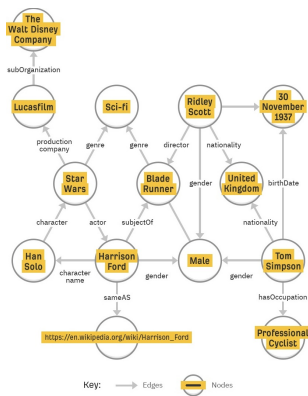 The
Walt Disney
Company
subOrganization
Lucasfilm
Sci-fi
Ridley
Scott
30
November
1937
production
company
genre
genre
director
nationality
Star
Wars
Blade
Runner
gender
United
Kingdom
birthDate
character
actor
subjectOf
nationality
Han
Solo
character
name
Harrison
Ford
gender
Male
gender
Tom
Simpson
sameAS
hasOccupation
https://en.wikipedia.org/wiki/Harrison_Ford
Professional
Cyclist
Key:
Edges
Nodes